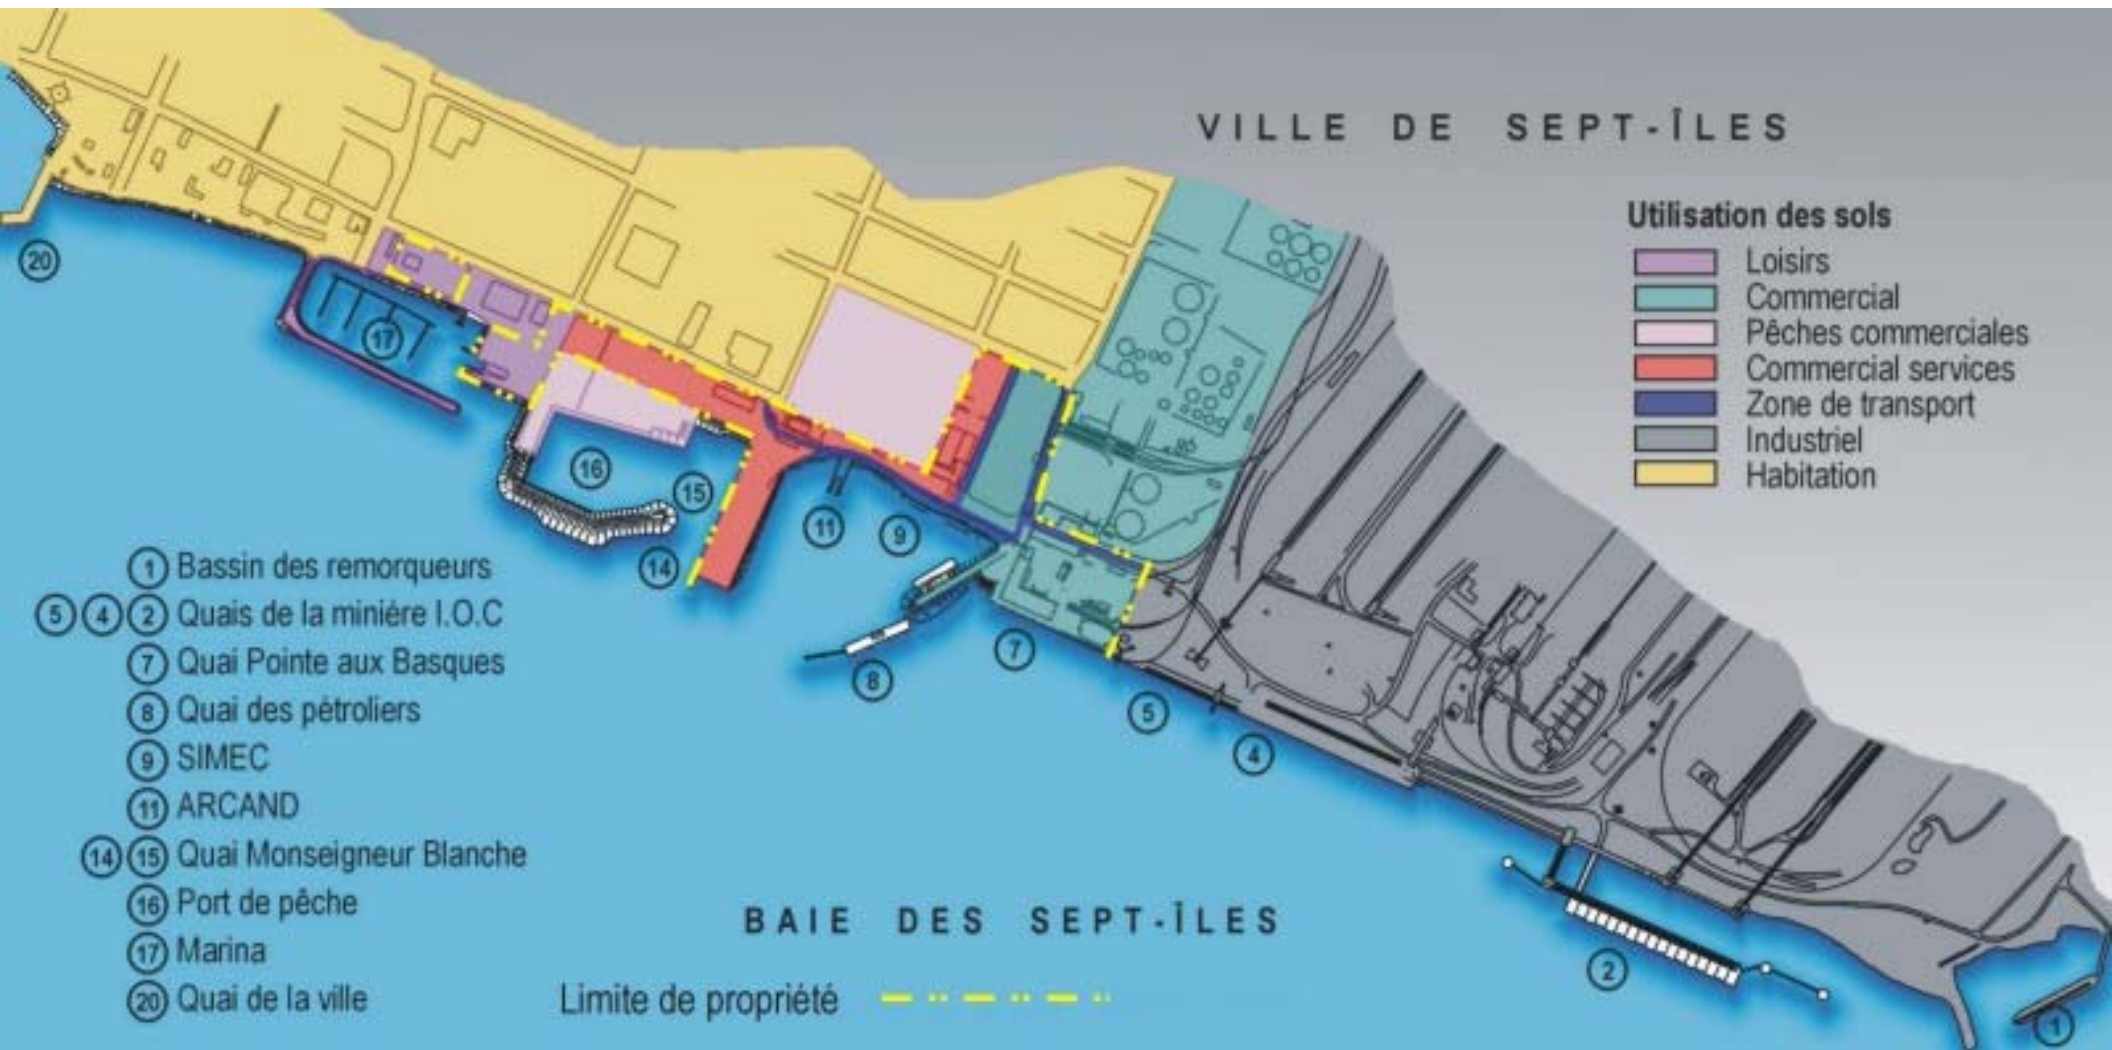 VILLE DE SEPT-ÎLES
Utilisation des sols
Loisirs
Commercial
Pêches commerciales
Commercial services
Zone de transport
Industriel
Habitation
20
17
16
15
14
11
9
8
7
5
4
2
1
1 Bassin des remorqueurs
5 4 2 Quais de la minière I.O.C
7 Quai Pointe aux Basques
8 Quai des pétroliers
9 SIMEC
11 ARCAND
14 15 Quai Monseigneur Blanche
16 Port de pêche
17 Marina
20 Quai de la ville
BAIE DES SEPT-ÎLES
Limite de propriété